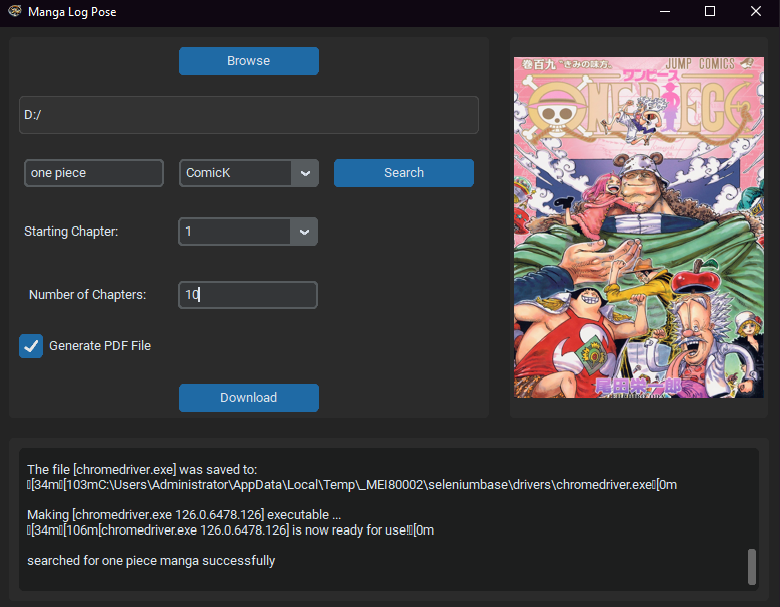 Manga Log Pose
Browse
D:/
one piece
ComicK
Search
Starting Chapter:
1
Number of Chapters:
10
Generate PDF File
Download
巻百九 "きみの味方。"
JUMP COMICS
ワンピース
ONE PIECE
尾田栄一郎
The file [chromedriver.exe] was saved to:
[34m[103mC:\Users\Administrator\AppData\Local\Temp\_MEI80002\seleniumbase\drivers\chromedriver.exe[0m
Making [chromedriver.exe 126.0.6478.126] executable ...
[34m[106m[chromedriver.exe 126.0.6478.126] is now ready for use![0m
searched for one piece manga successfully